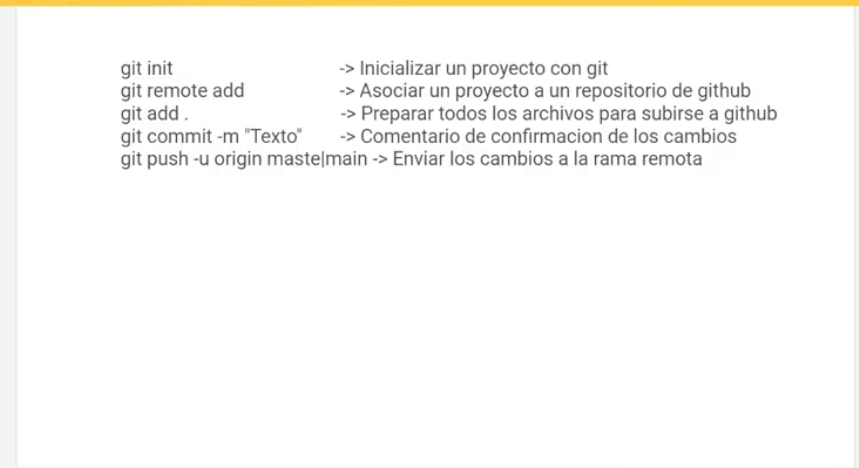 git init -> Inicializar un proyecto con git
git remote add -> Asociar un proyecto a un repositorio de github
git add . -> Preparar todos los archivos para subirse a github
git commit -m "Texto" -> Comentario de confirmacion de los cambios
git push -u origin maste|main -> Enviar los cambios a la rama remota